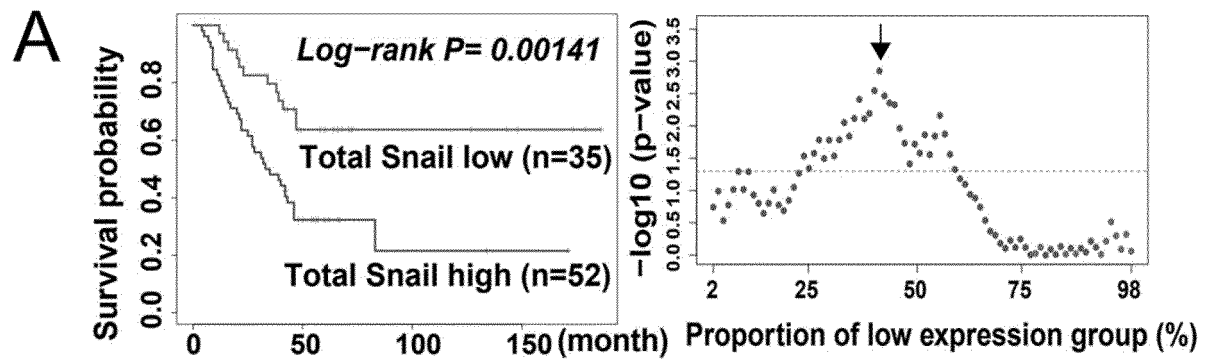 A
Survival probability
0.0 0.2 0.4 0.6 0.8
Log-rank P= 0.00141
Total Snail low (n=35)
Total Snail high (n=52)
0 50 100 150 (month)
-log10 (p-value)
0.0 0.5 1.0 1.5 2.0 2.5 3.0 3.5
2 25 50 75 98
Proportion of low expression group (%)